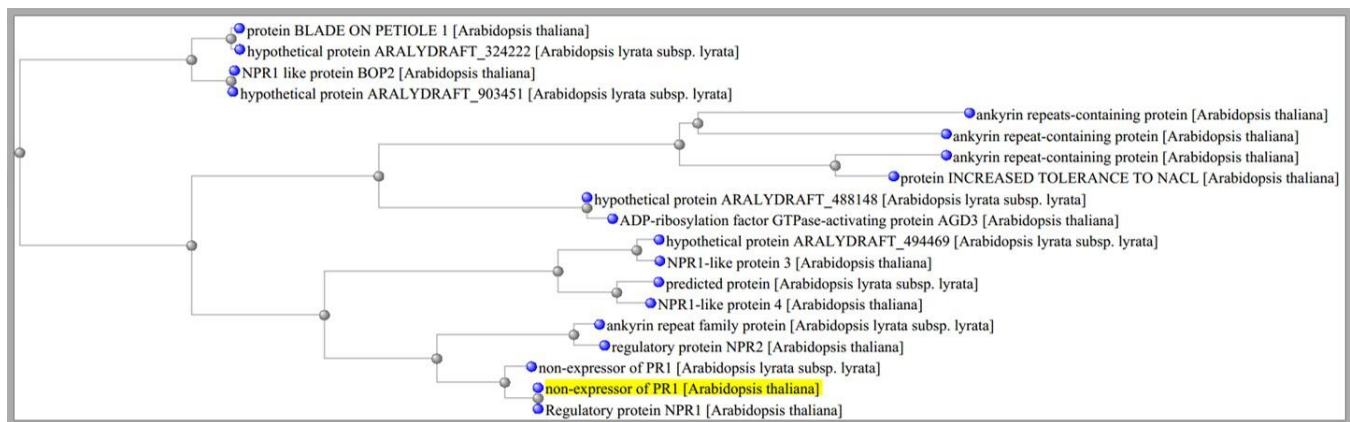 protein BLADE ON PETIOLE 1 [Arabidopsis thaliana]
hypothetical protein ARALYDRAFT_324222 [Arabidopsis lyrata subsp. lyrata]
NPR1 like protein BOP2 [Arabidopsis thaliana]
hypothetical protein ARALYDRAFT_903451 [Arabidopsis lyrata subsp. lyrata]
ankyrin repeats-containing protein [Arabidopsis thaliana]
ankyrin repeat-containing protein [Arabidopsis thaliana]
ankyrin repeat-containing protein [Arabidopsis thaliana]
protein INCREASED TOLERANCE TO NACL [Arabidopsis thaliana]
hypothetical protein ARALYDRAFT_488148 [Arabidopsis lyrata subsp. lyrata]
ADP-ribosylation factor GTPase-activating protein AGD3 [Arabidopsis thaliana]
hypothetical protein ARALYDRAFT_494469 [Arabidopsis lyrata subsp. lyrata]
NPR1-like protein 3 [Arabidopsis thaliana]
predicted protein [Arabidopsis lyrata subsp. lyrata]
NPR1-like protein 4 [Arabidopsis thaliana]
ankyrin repeat family protein [Arabidopsis lyrata subsp. lyrata]
regulatory protein NPR2 [Arabidopsis thaliana]
non-expressor of PR1 [Arabidopsis lyrata subsp. lyrata]
non-expressor of PR1 [Arabidopsis thaliana]
Regulatory protein NPR1 [Arabidopsis thaliana]